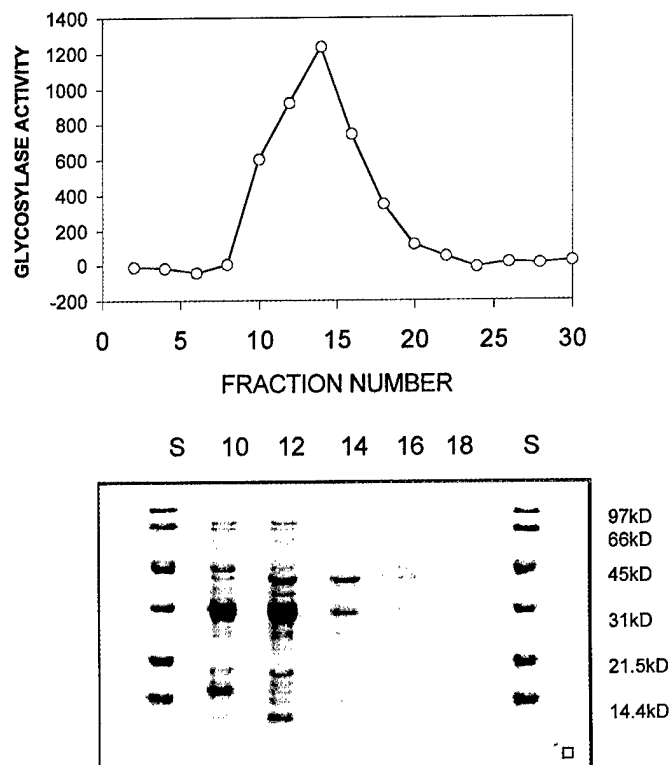 1400
1200
1000
800
600
400
200
0
-200
GLYCOSYLASE ACTIVITY
0 5 10 15 20 25 30
FRACTION NUMBER
S 10 12 14 16 18 S
97kD
66kD
45kD
31kD
21.5kD
14.4kD